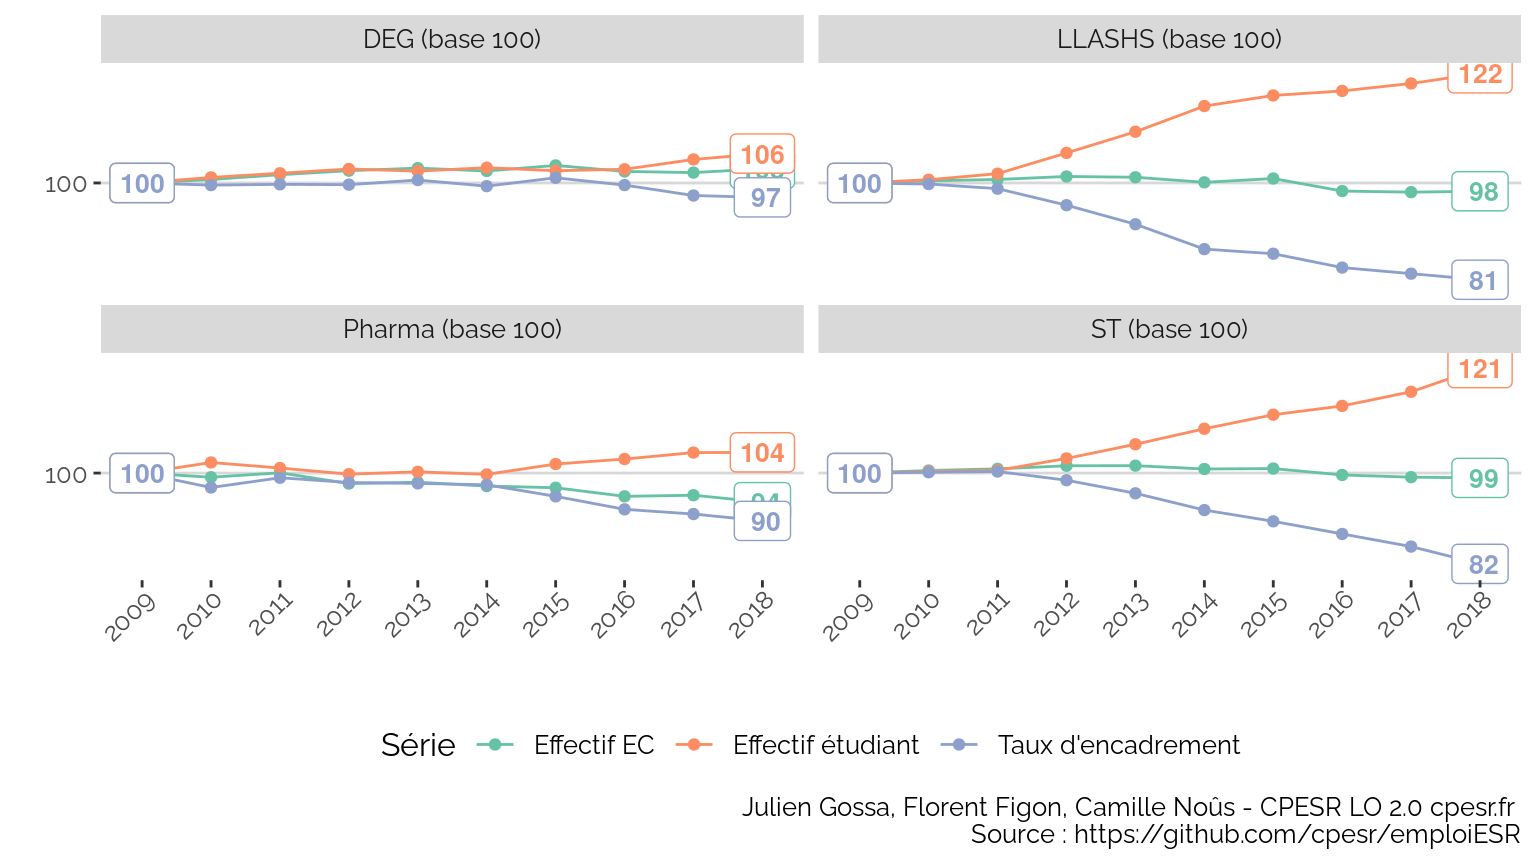 DEG (base 100)
LLASHS (base 100)
100
100
106
97
100
122
98
81
Pharma (base 100)
ST (base 100)
100
100
104
94
90
100
121
99
82
2009 2010 2011 2012 2013 2014 2015 2016 2017 2018
2009 2010 2011 2012 2013 2014 2015 2016 2017 2018
Série Effectif EC Effectif étudiant Taux d'encadrement
Julien Gossa, Florent Figon, Camille Noûs - CPESR LO 2.0 cpesr.fr
Source : https://github.com/cpesr/emploiESR